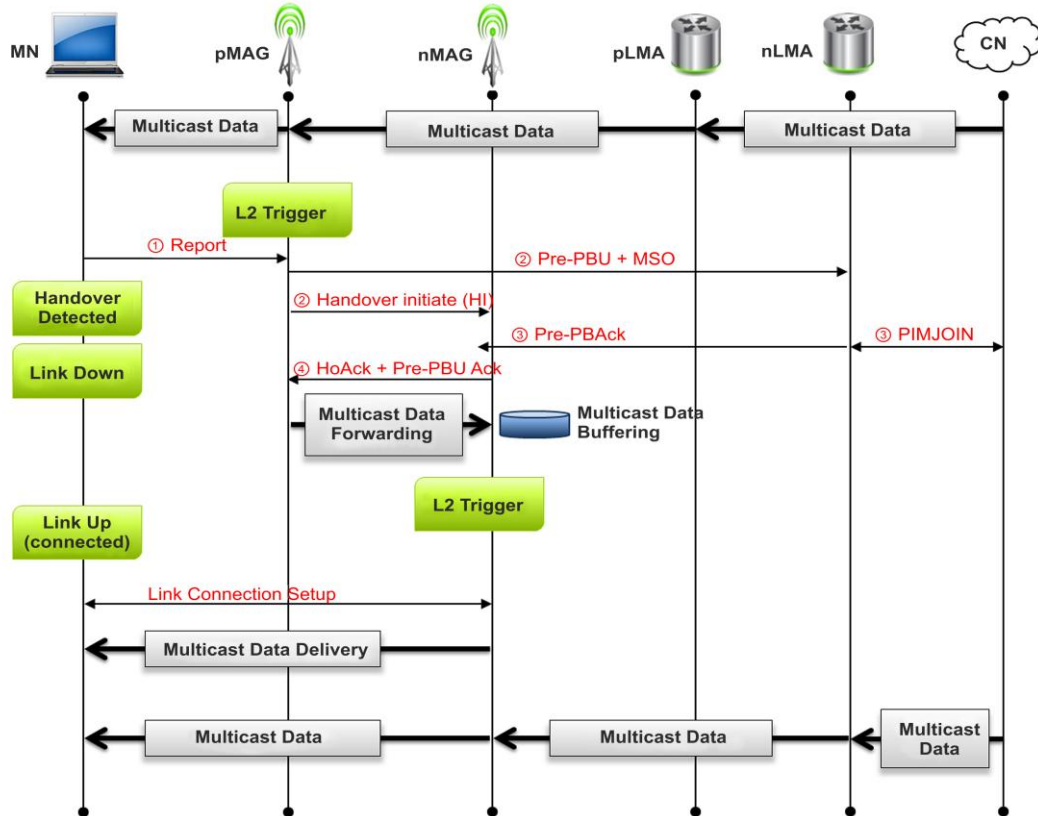 MN
pMAG
nMAG
pLMA
nLMA
CN
Multicast Data
Multicast Data
Multicast Data
L2 Trigger
① Report
② Pre-PBU + MSO
Handover
Detected
② Handover initiate (HI)
③ Pre-PBAck
③ PIMJOIN
Link Down
④ HoAck + Pre-PBU Ack
Multicast Data
Forwarding
Multicast Data
Buffering
L2 Trigger
Link Up
(connected)
Link Connection Setup
Multicast Data Delivery
Multicast Data
Multicast Data
Multicast
Data